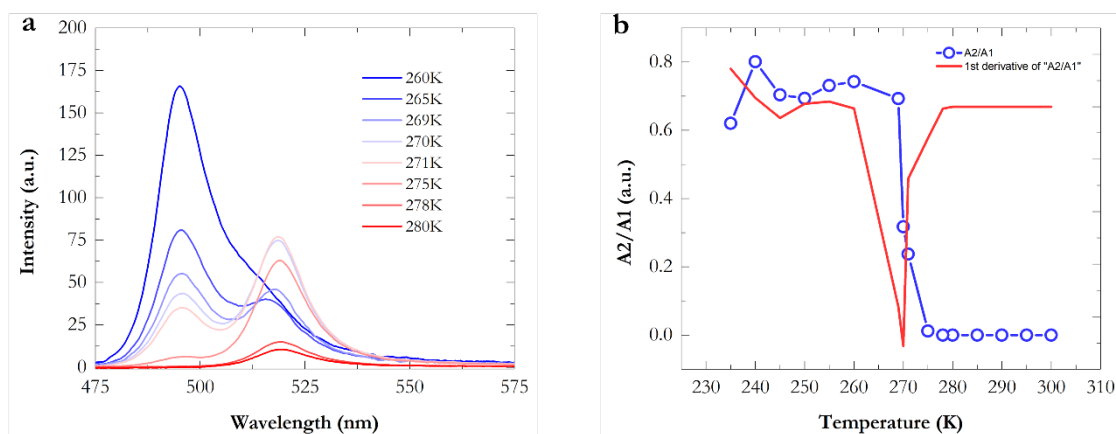 a
200
175
150
125
100
75
50
25
0
475
500
525
550
575
Intensity (a.u.)
Wavelength (nm)
260K
265K
269K
270K
271K
275K
278K
280K
b
0.8
0.6
0.4
0.2
0.0
230 240 250 260 270 280 290 300 310
A2/A1 (a.u.)
Temperature (K)
A2/A1
1st derivative of "A2/A1"